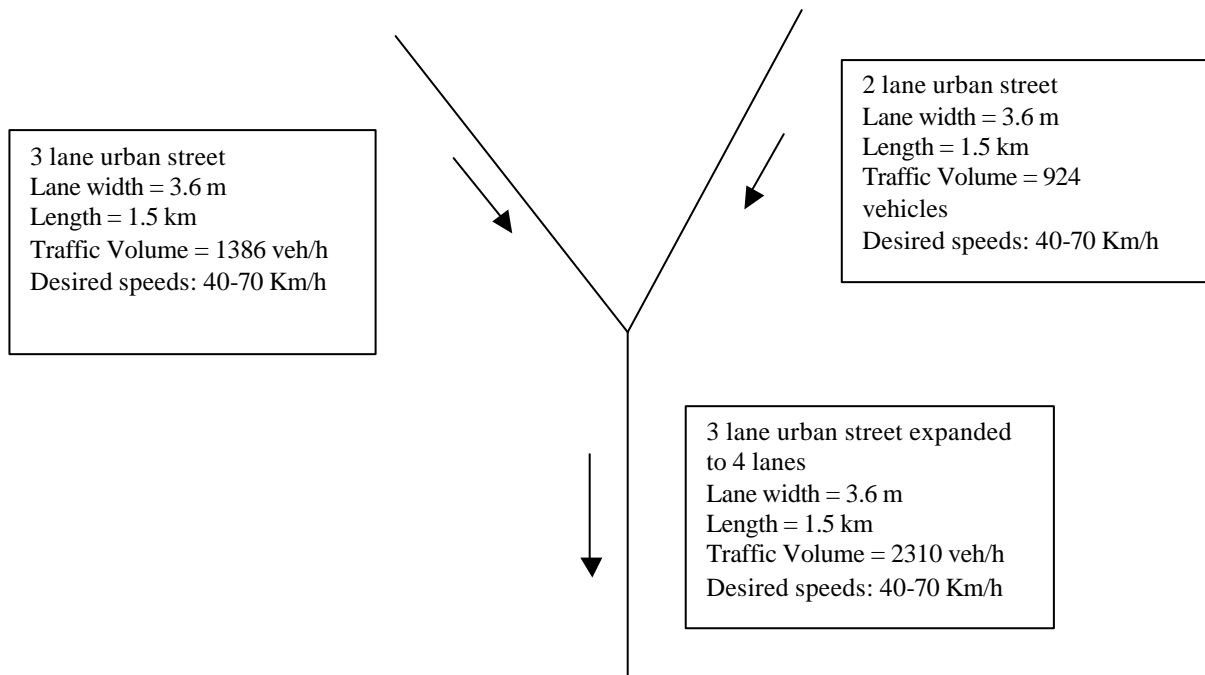 3 lane urban street
Lane width = 3.6 m
Length = 1.5 km
Traffic Volume = 1386 veh/h
Desired speeds: 40-70 Km/h
2 lane urban street
Lane width = 3.6 m
Length = 1.5 km
Traffic Volume = 924
vehicles
Desired speeds: 40-70 Km/h
3 lane urban street expanded
to 4 lanes
Lane width = 3.6 m
Length = 1.5 km
Traffic Volume = 2310 veh/h
Desired speeds: 40-70 Km/h